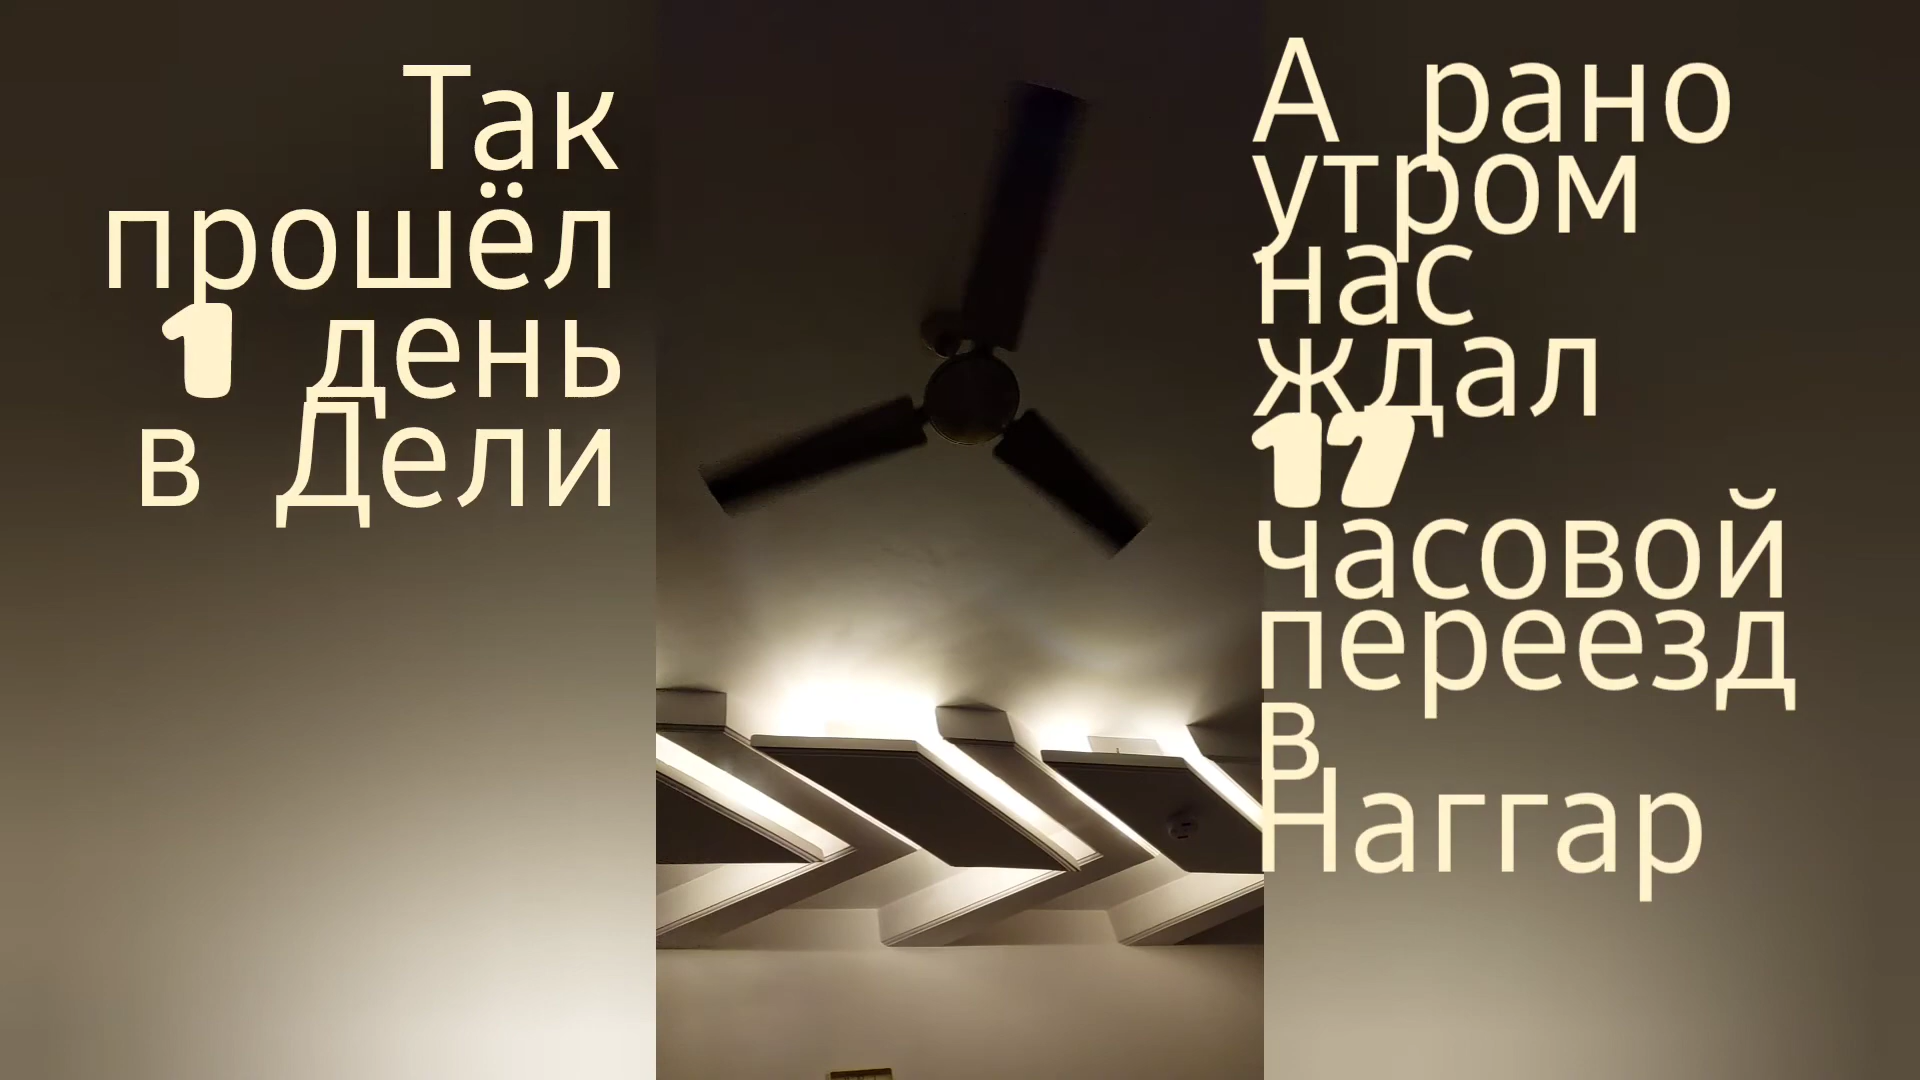 Так
прошёл
1 день
в Дели
А рано
утром
нас
ждал
17
часовой
переезд
в
Наггар